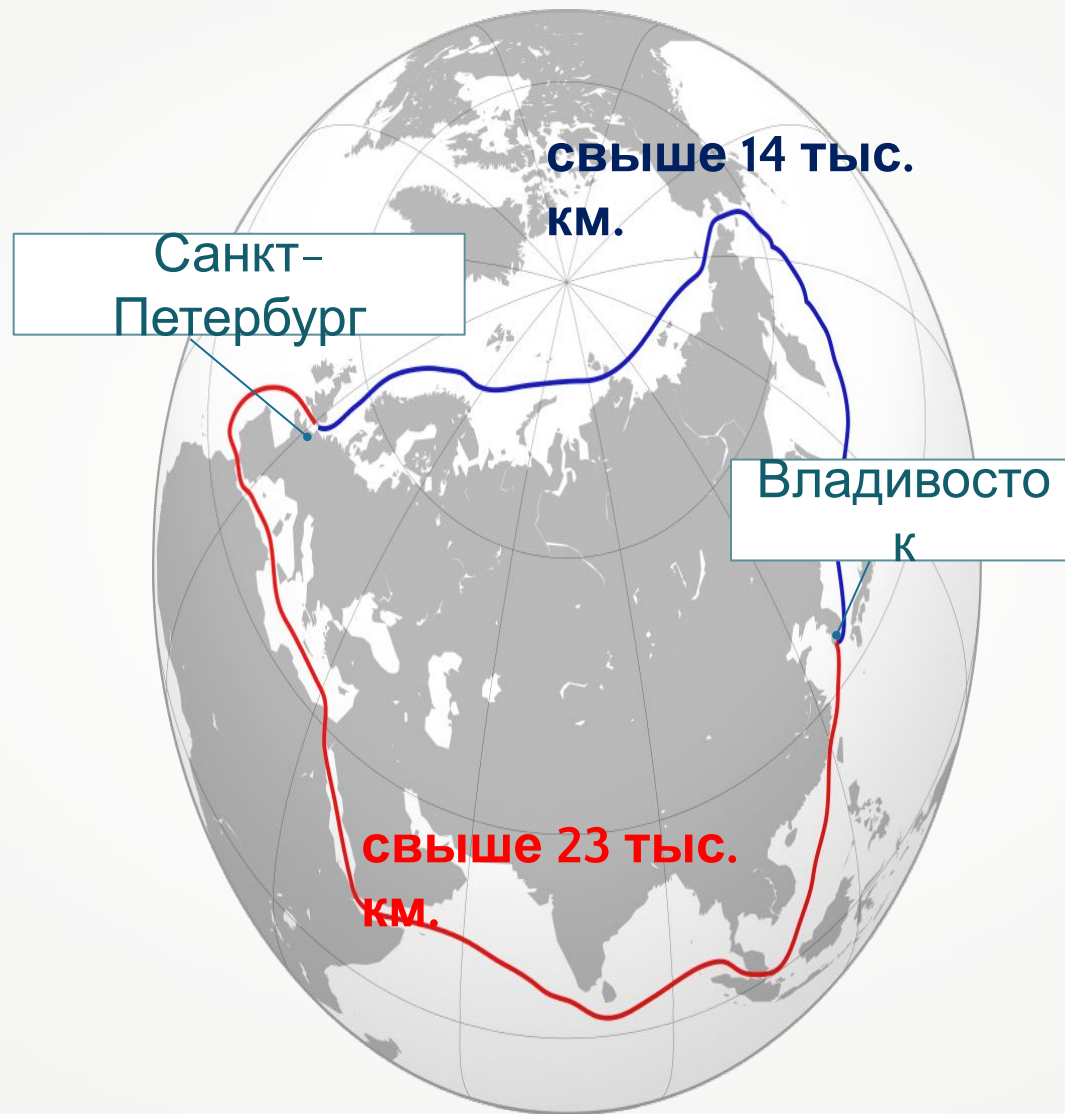 свыше 14 тыс.
км.
Санкт-
Петербург
Владивосто
к
свыше 23 тыс.
км.